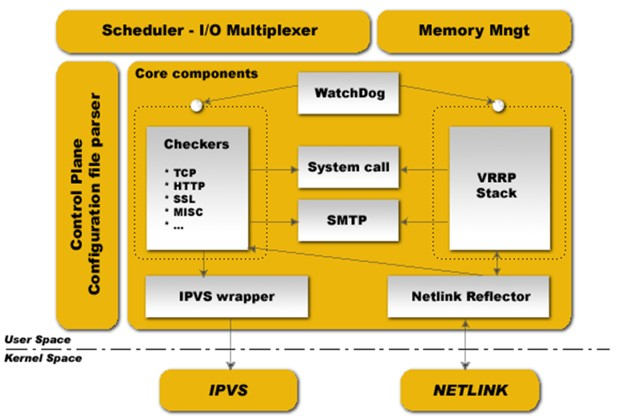 Scheduler - I/O Multiplexer
Memory Mngt
Control Plane
Configuration file parser
Core components
WatchDog
Checkers
* TCP
* HTTP
* SSL
* MISC
* ...
System call
SMTP
VRRP
Stack
IPVS wrapper
Netlink Reflector
User Space
Kernel Space
IPVS
NETLINK